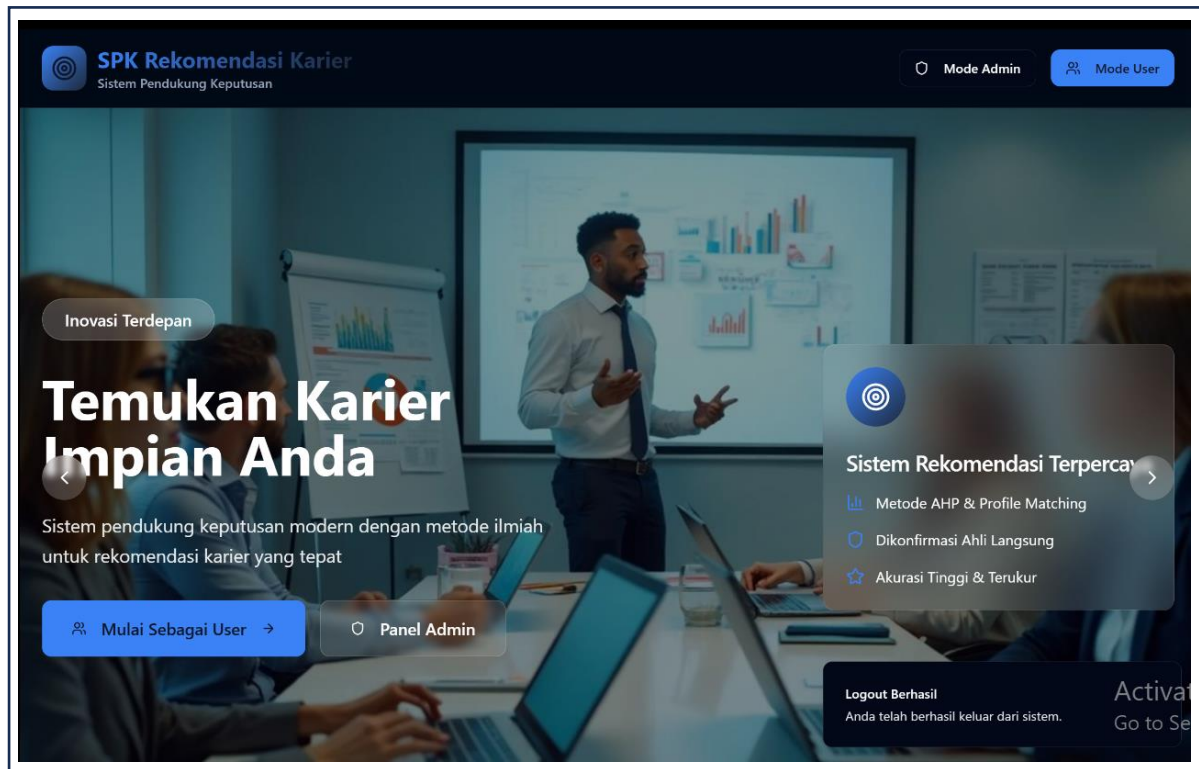 SPK Rekomendasi Karier
Sistem Pendukung Keputusan
Mode Admin
Mode User
Inovasi Terdepan
Temukan Karier
Impian Anda
Sistem pendukung keputusan modern dengan metode ilmiah
untuk rekomendasi karier yang tepat
Mulai Sebagai User →
Panel Admin
Sistem Rekomendasi
Metode AHP & Profile Matching
Dikonfirmasi Ahli Langsung
Akurasi Tinggi & Terukur
Logout Berhasil
Anda telah berhasil keluar dari sistem.
Activat
Go to Se